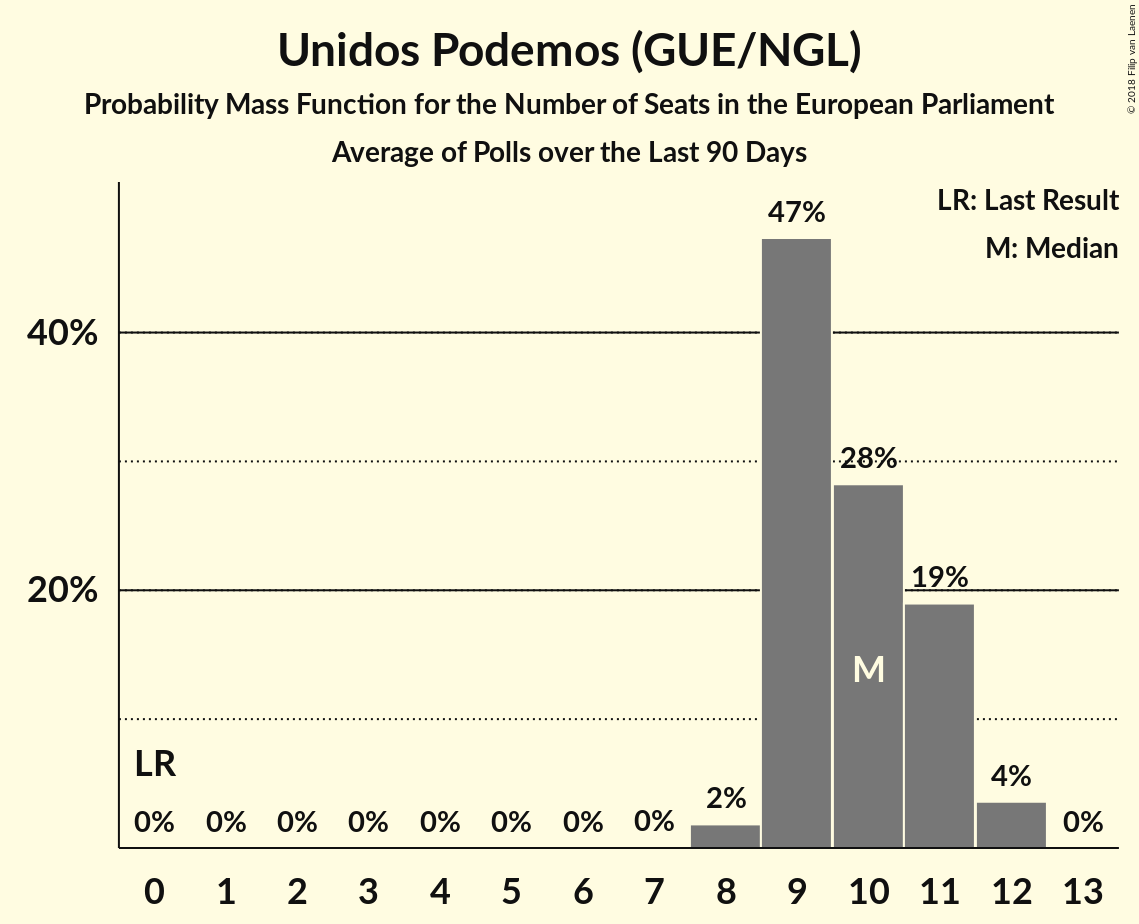 Unidos Podemos (GUE/NGL)
Probability Mass Function for the Number of Seats in the European Parliament
Average of Polls over the Last 90 Days
© 2018 Filip van Laenen
LR: Last Result
M: Median
47%
40%
28%
20%
19%
M
LR
0% 0% 0% 0% 0% 0% 0% 0% 2% 4% 0%
0 1 2 3 4 5 6 7 8 9 10 11 12 13